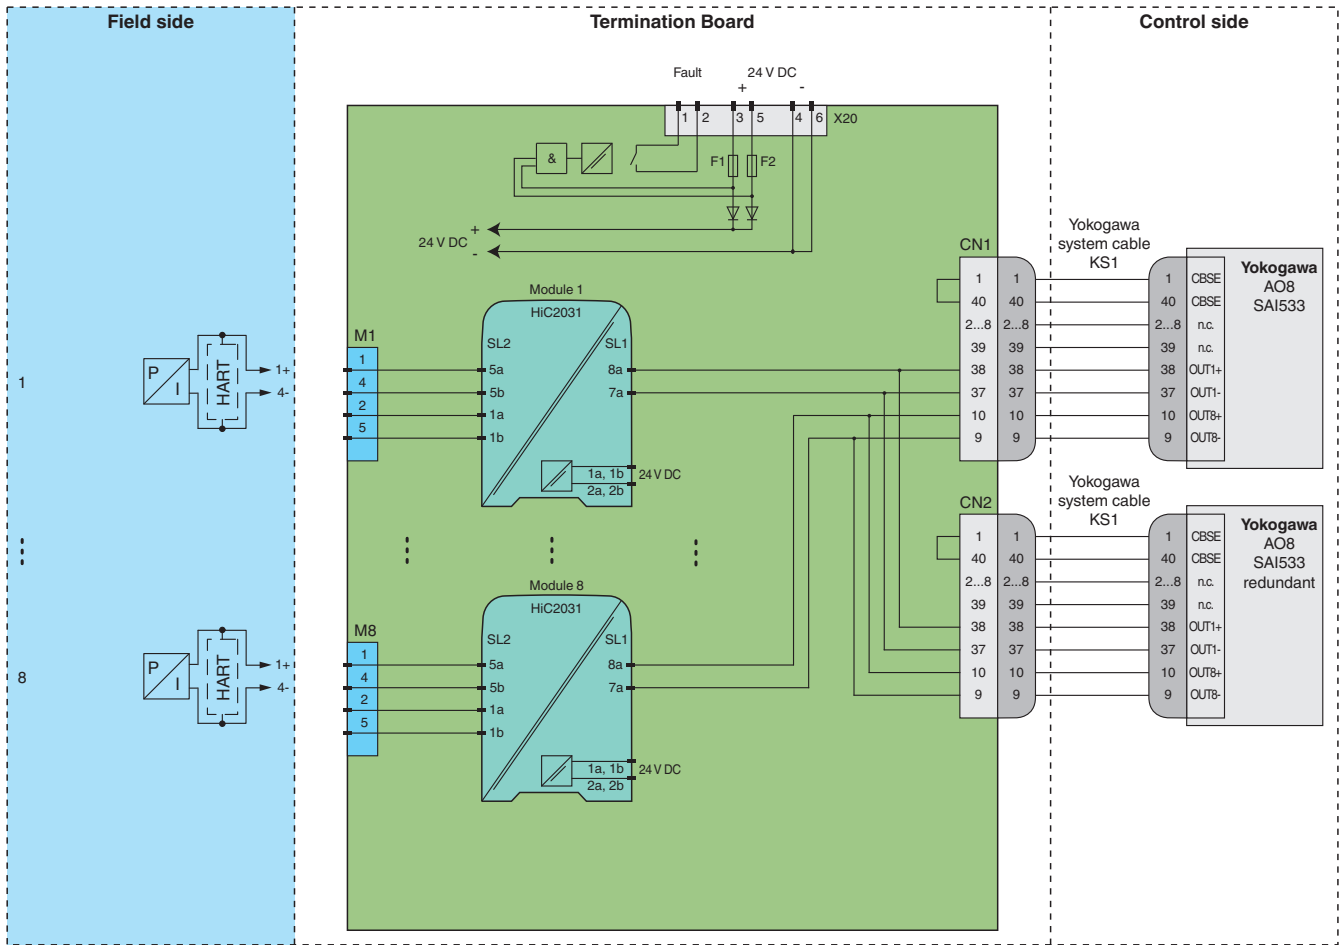 Field side
Termination Board
Control side
Fault
24 V DC
+
-
1 2 3 5 4 6
X20
&
F1
F2
+
24 V DC
-
CN1
Yokogawa
system cable
KS1
1 1 1 CBSE
40 40 40 CBSE
2...8 2...8 2...8 n.c.
39 39 39 n.c.
38 38 38 OUT1+
37 37 37 OUT1-
10 10 10 OUT8+
9 9 9 OUT8-
Yokogawa
AO8
SAI533
Module 1
HiC2031
SL2
SL1
M1
1
4
2
5
5a
5b
1a
1b
8a
7a
1a, 1b
2a, 2b
24 V DC
1
P
I
HART
1+
4-
CN2
Yokogawa
system cable
KS1
1 1 1 CBSE
40 40 40 CBSE
2...8 2...8 2...8 n.c.
39 39 39 n.c.
38 38 38 OUT1+
37 37 37 OUT1-
10 10 10 OUT8+
9 9 9 OUT8-
Yokogawa
AO8
SAI533
redundant
Module 8
HiC2031
SL2
SL1
M8
1
4
2
5
5a
5b
1a
1b
8a
7a
1a, 1b
2a, 2b
24 V DC
8
P
I
HART
1+
4-